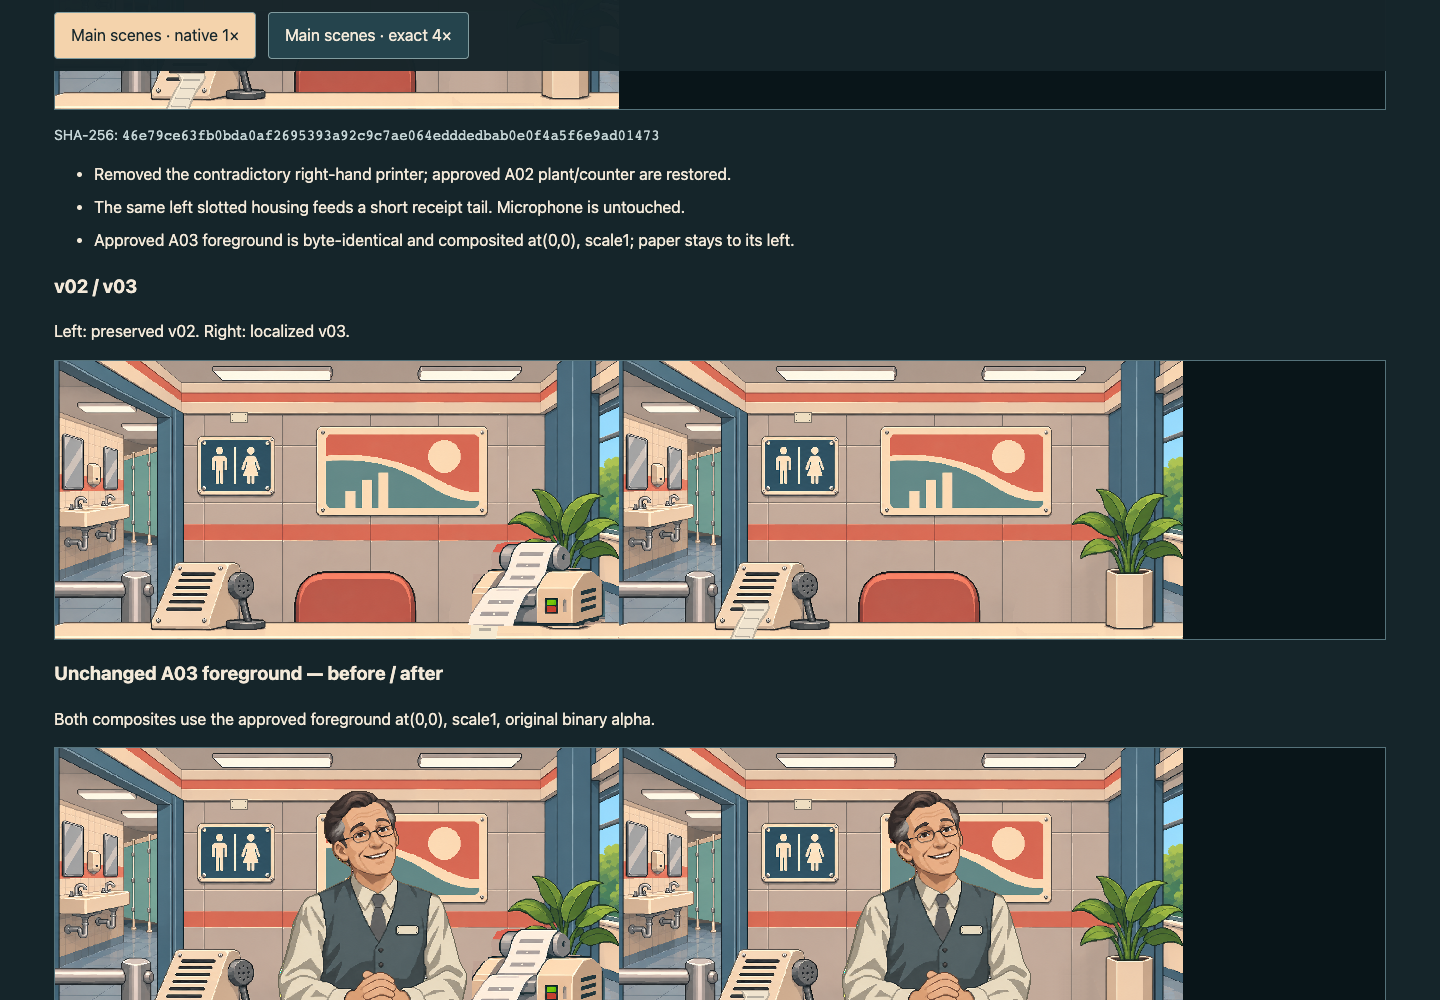 Main scenes · native 1×
Main scenes · exact 4×
SHA-256: 46e79ce63fb0bda0af2695393a92c9c7ae064edddedbab0e0f4a5f6e9ad01473
Removed the contradictory right-hand printer; approved A02 plant/counter are restored.
The same left slotted housing feeds a short receipt tail. Microphone is untouched.
Approved A03 foreground is byte-identical and composited at(0,0), scale1; paper stays to its left.
v02 / v03
Left: preserved v02. Right: localized v03.
Unchanged A03 foreground — before / after
Both composites use the approved foreground at(0,0), scale1, original binary alpha.